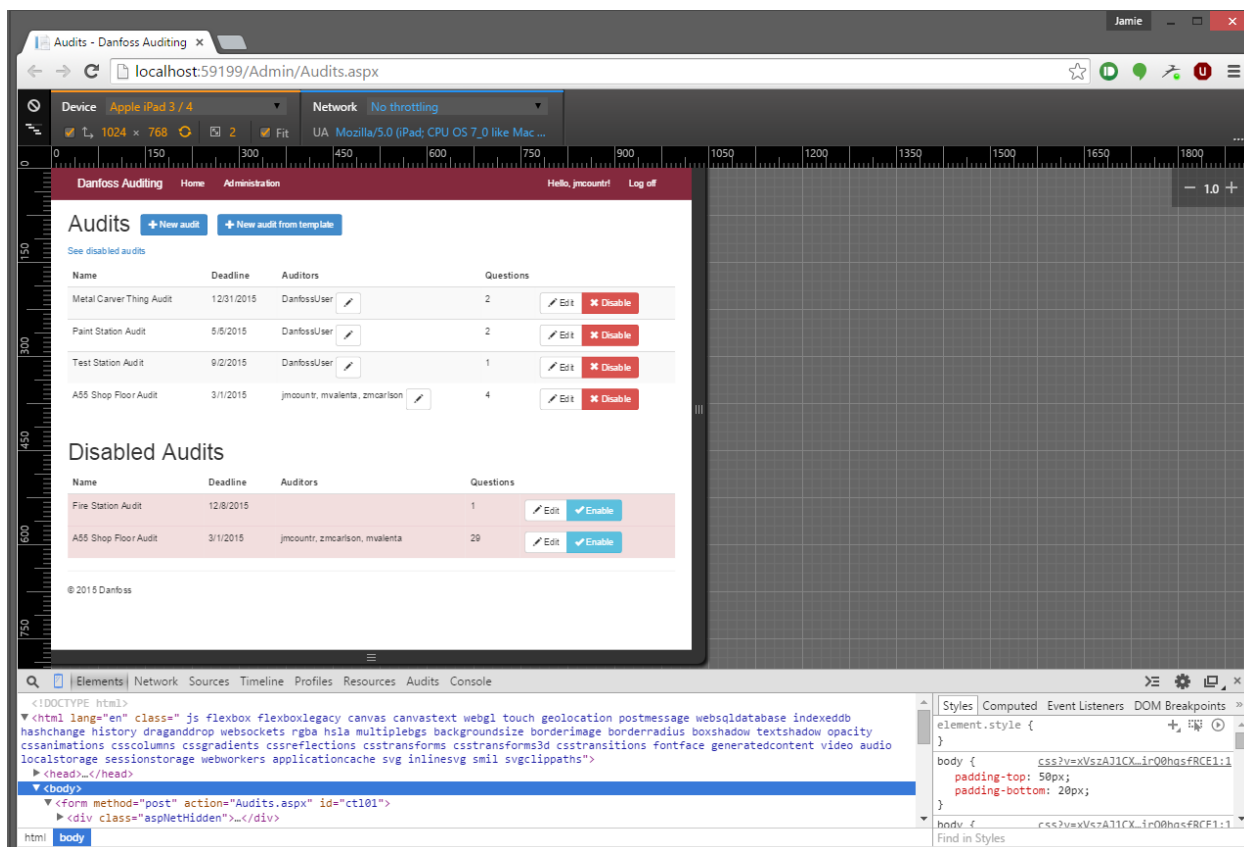 Jamie
Audits - Danfoss Auditing
localhost:59199/Admin/Audits.aspx
Device Apple iPad 3 / 4 Network No throttling
1024 × 768 2 Fit UA Mozilla/5.0 (iPad; CPU OS 7_0 like Mac ...
0 150 300 450 600 750 900 1050 1200 1350 1500 1650 1800
0 150 300 450 600 750
Danfoss Auditing Home Administration Hello, jmcountr! Log off
1.0
Audits New audit New audit from template
See disabled audits
Name Deadline Auditors Questions
Metal Carver Thing Audit 12/31/2015 DanfossUser 2 Edit Disable
Paint Station Audit 5/5/2015 DanfossUser 2 Edit Disable
Test Station Audit 9/2/2015 DanfossUser 1 Edit Disable
A55 Shop Floor Audit 3/1/2015 jmcountr, mvalenta, zmcarlson 4 Edit Disable
Disabled Audits
Name Deadline Auditors Questions
Fire Station Audit 12/8/2015 1 Edit Enable
A55 Shop Floor Audit 3/1/2015 jmcountr, zmcarlson, mvalenta 29 Edit Enable
© 2015 Danfoss
Elements Network Sources Timeline Profiles Resources Audits Console
<!DOCTYPE html>
<html lang="en" class=" js flexbox flexboxlegacy canvas canvastext webgl touch geolocation postmessage websqldatabase indexeddb
hashchange history draganddrop websockets rgba hsla multiplebgs backgroundsize borderimage borderradius boxshadow textshadow opacity
cssanimations csscolumns cssgradients cssreflections csstransforms csstransforms3d csstransitions fontface generatedcontent video audio
localstorage sessionstorage webworkers applicationcache svg inlinesvg smil svgclippaths">
<head>…</head>
<body>
<form method="post" action="Audits.aspx" id="ctl01">
<div class="aspNetHidden">…</div>
html body
Styles Computed Event Listeners DOM Breakpoints »
element.style {
}
body { css?v=xVszAJ1CX…irO0hqsfRCE1:1
padding-top: 50px;
padding-bottom: 20px;
}
body { css?v=xVszAJ1CX…irO0hqsfRCE1:1
Find in Styles